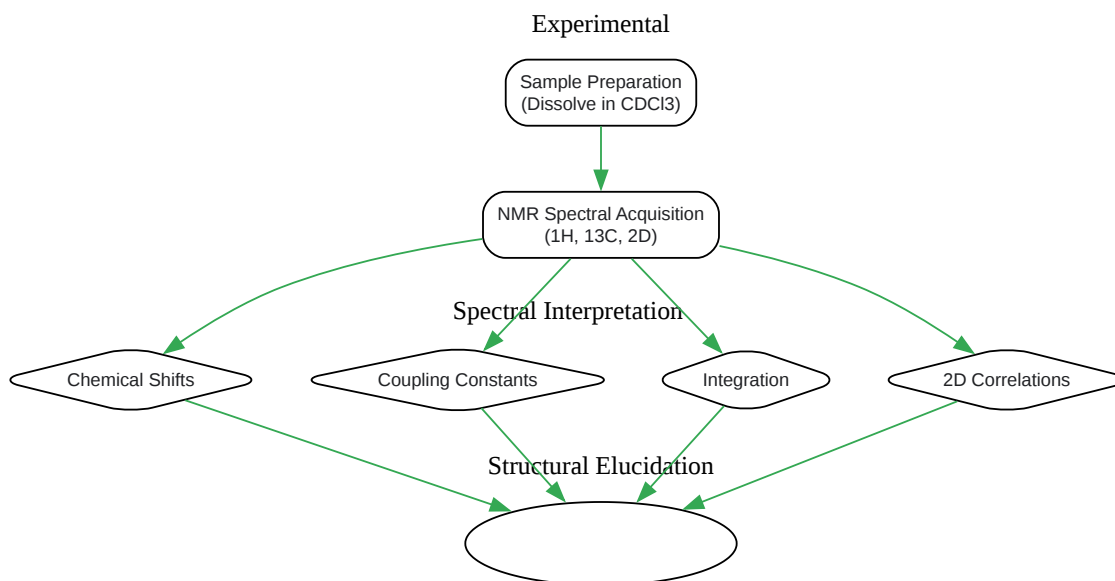 Experimental
Sample Preparation
(Dissolve in CDCl3)
NMR Spectral Acquisition
(1H, 13C, 2D)
Spectral Interpretation
Chemical Shifts
Coupling Constants
Integration
2D Correlations
Structural Elucidation